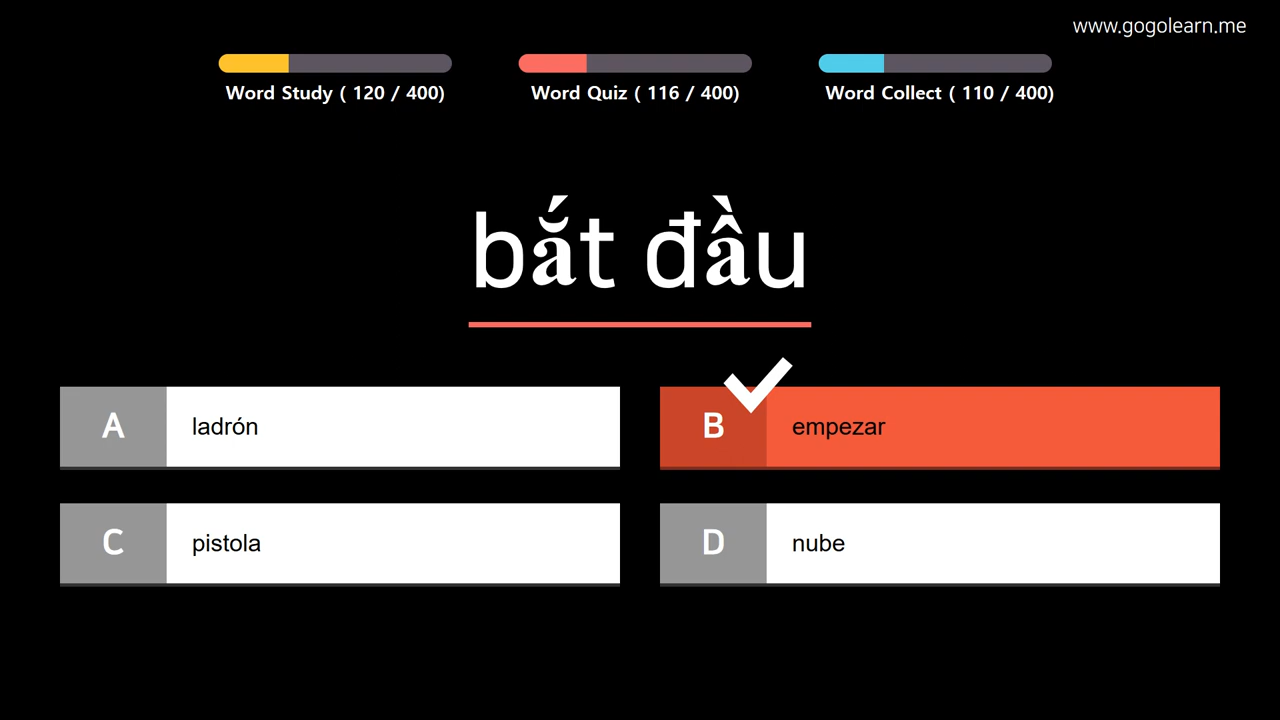 www.gogolearn.me
Word Study ( 120 / 400)
Word Quiz ( 116 / 400)
Word Collect ( 110 / 400)
bắt đầu
A ladrón
B empezar
C pistola
D nube